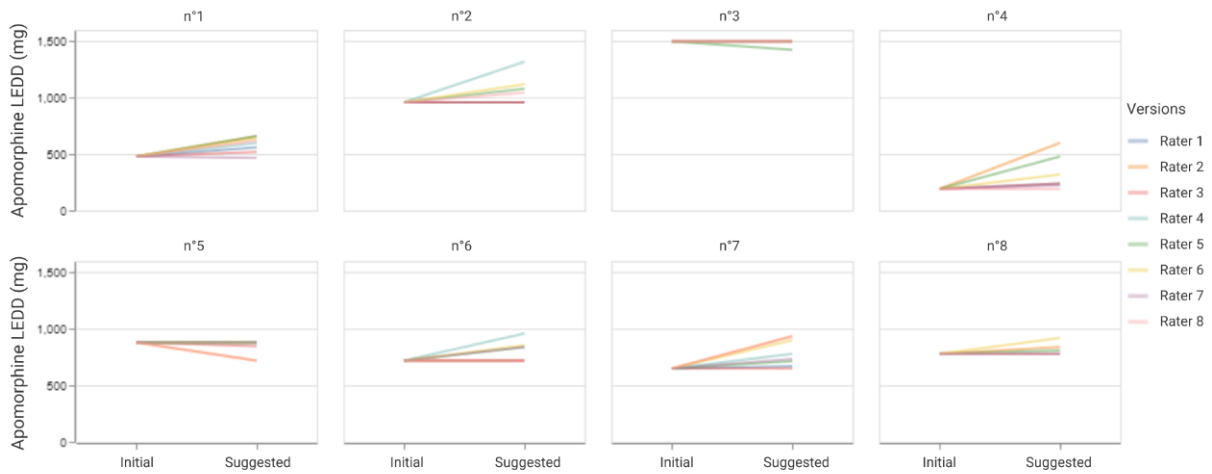 n°1 n°2 n°3 n°4
Apomorphine LEDD (mg)
1,500
1,000
500
0
Versions
Rater 1
Rater 2
Rater 3
Rater 4
Rater 5
Rater 6
Rater 7
Rater 8
n°5 n°6 n°7 n°8
Apomorphine LEDD (mg)
1,500
1,000
500
0
Initial Suggested Initial Suggested Initial Suggested Initial Suggested